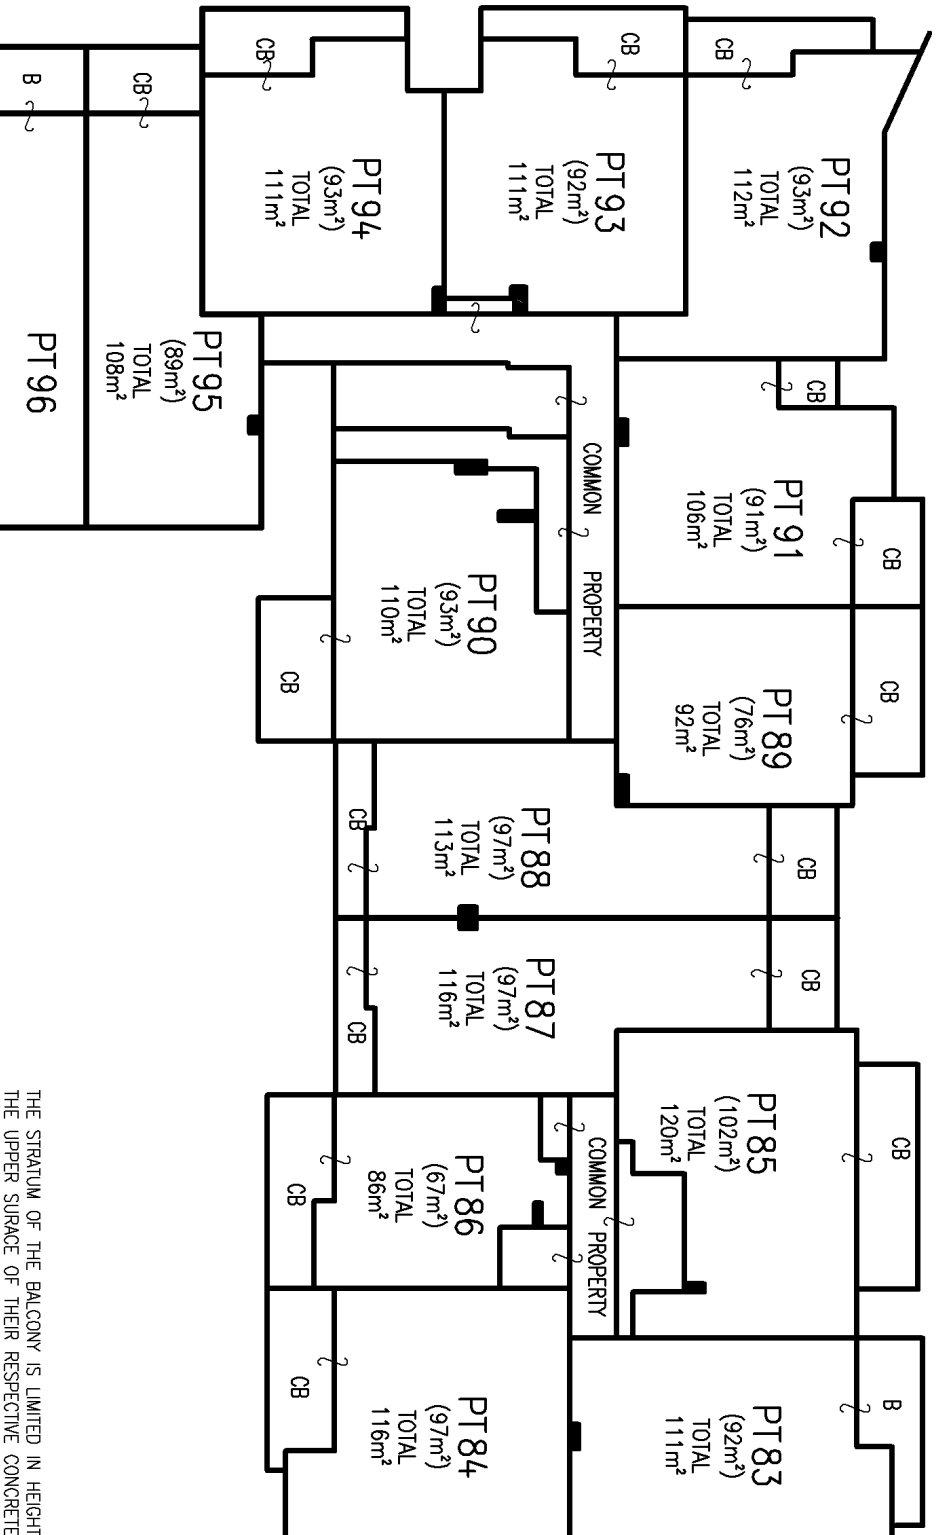 CB
PT92
(93m²)
TOTAL
112m²
CB
PT93
(92m²)
TOTAL
111m²
CB
PT94
(93m²)
TOTAL
111m²
CB
PT95
(89m²)
TOTAL
108m²
B
PT96
CB
CB
PT91
(91m²)
TOTAL
106m²
COMMON PROPERTY
CB
PT89
(76m²)
TOTAL
92m²
PT90
(93m²)
TOTAL
110m²
CB
CB
PT88
(97m²)
TOTAL
113m²
CB
CB
PT87
(97m²)
TOTAL
116m²
CB
CB
PT85
(102m²)
TOTAL
120m²
COMMON PROPERTY
PT86
(67m²)
TOTAL
86m²
CB
B
PT83
(92m²)
TOTAL
111m²
PT84
(97m²)
TOTAL
116m²
CB
THE STRATUM OF THE BALCONY IS LIMITED IN HEIGHT
THE UPPER SURACE OF THEIR RESPECTIVE CONCRETE